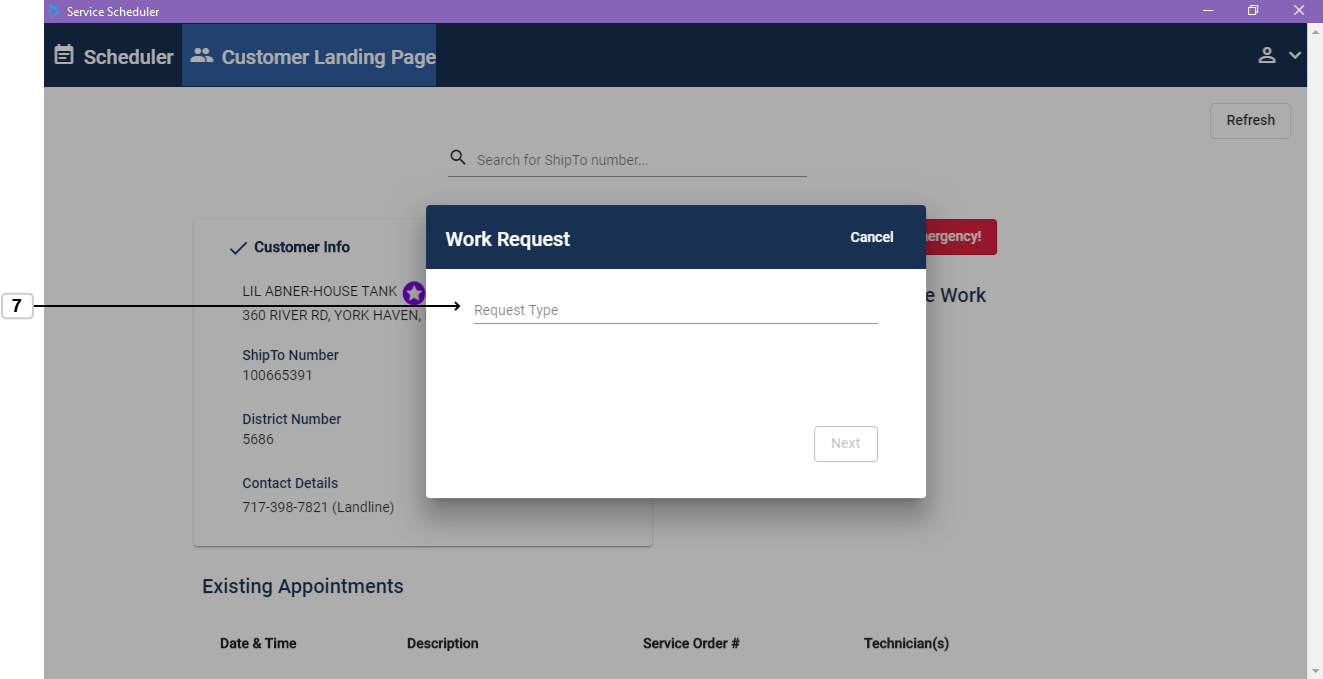 Service Scheduler
Scheduler
Customer Landing Page
Refresh
Search for ShipTo number...
Work Request
Cancel
Request Type
Next
7
Customer Info
LIL ABNER-HOUSE TANK
360 RIVER RD, YORK HAVEN,
ShipTo Number
100665391
District Number
5686
Contact Details
717-398-7821 (Landline)
ergency!
e Work
Existing Appointments
Date & Time Description Service Order # Technician(s)